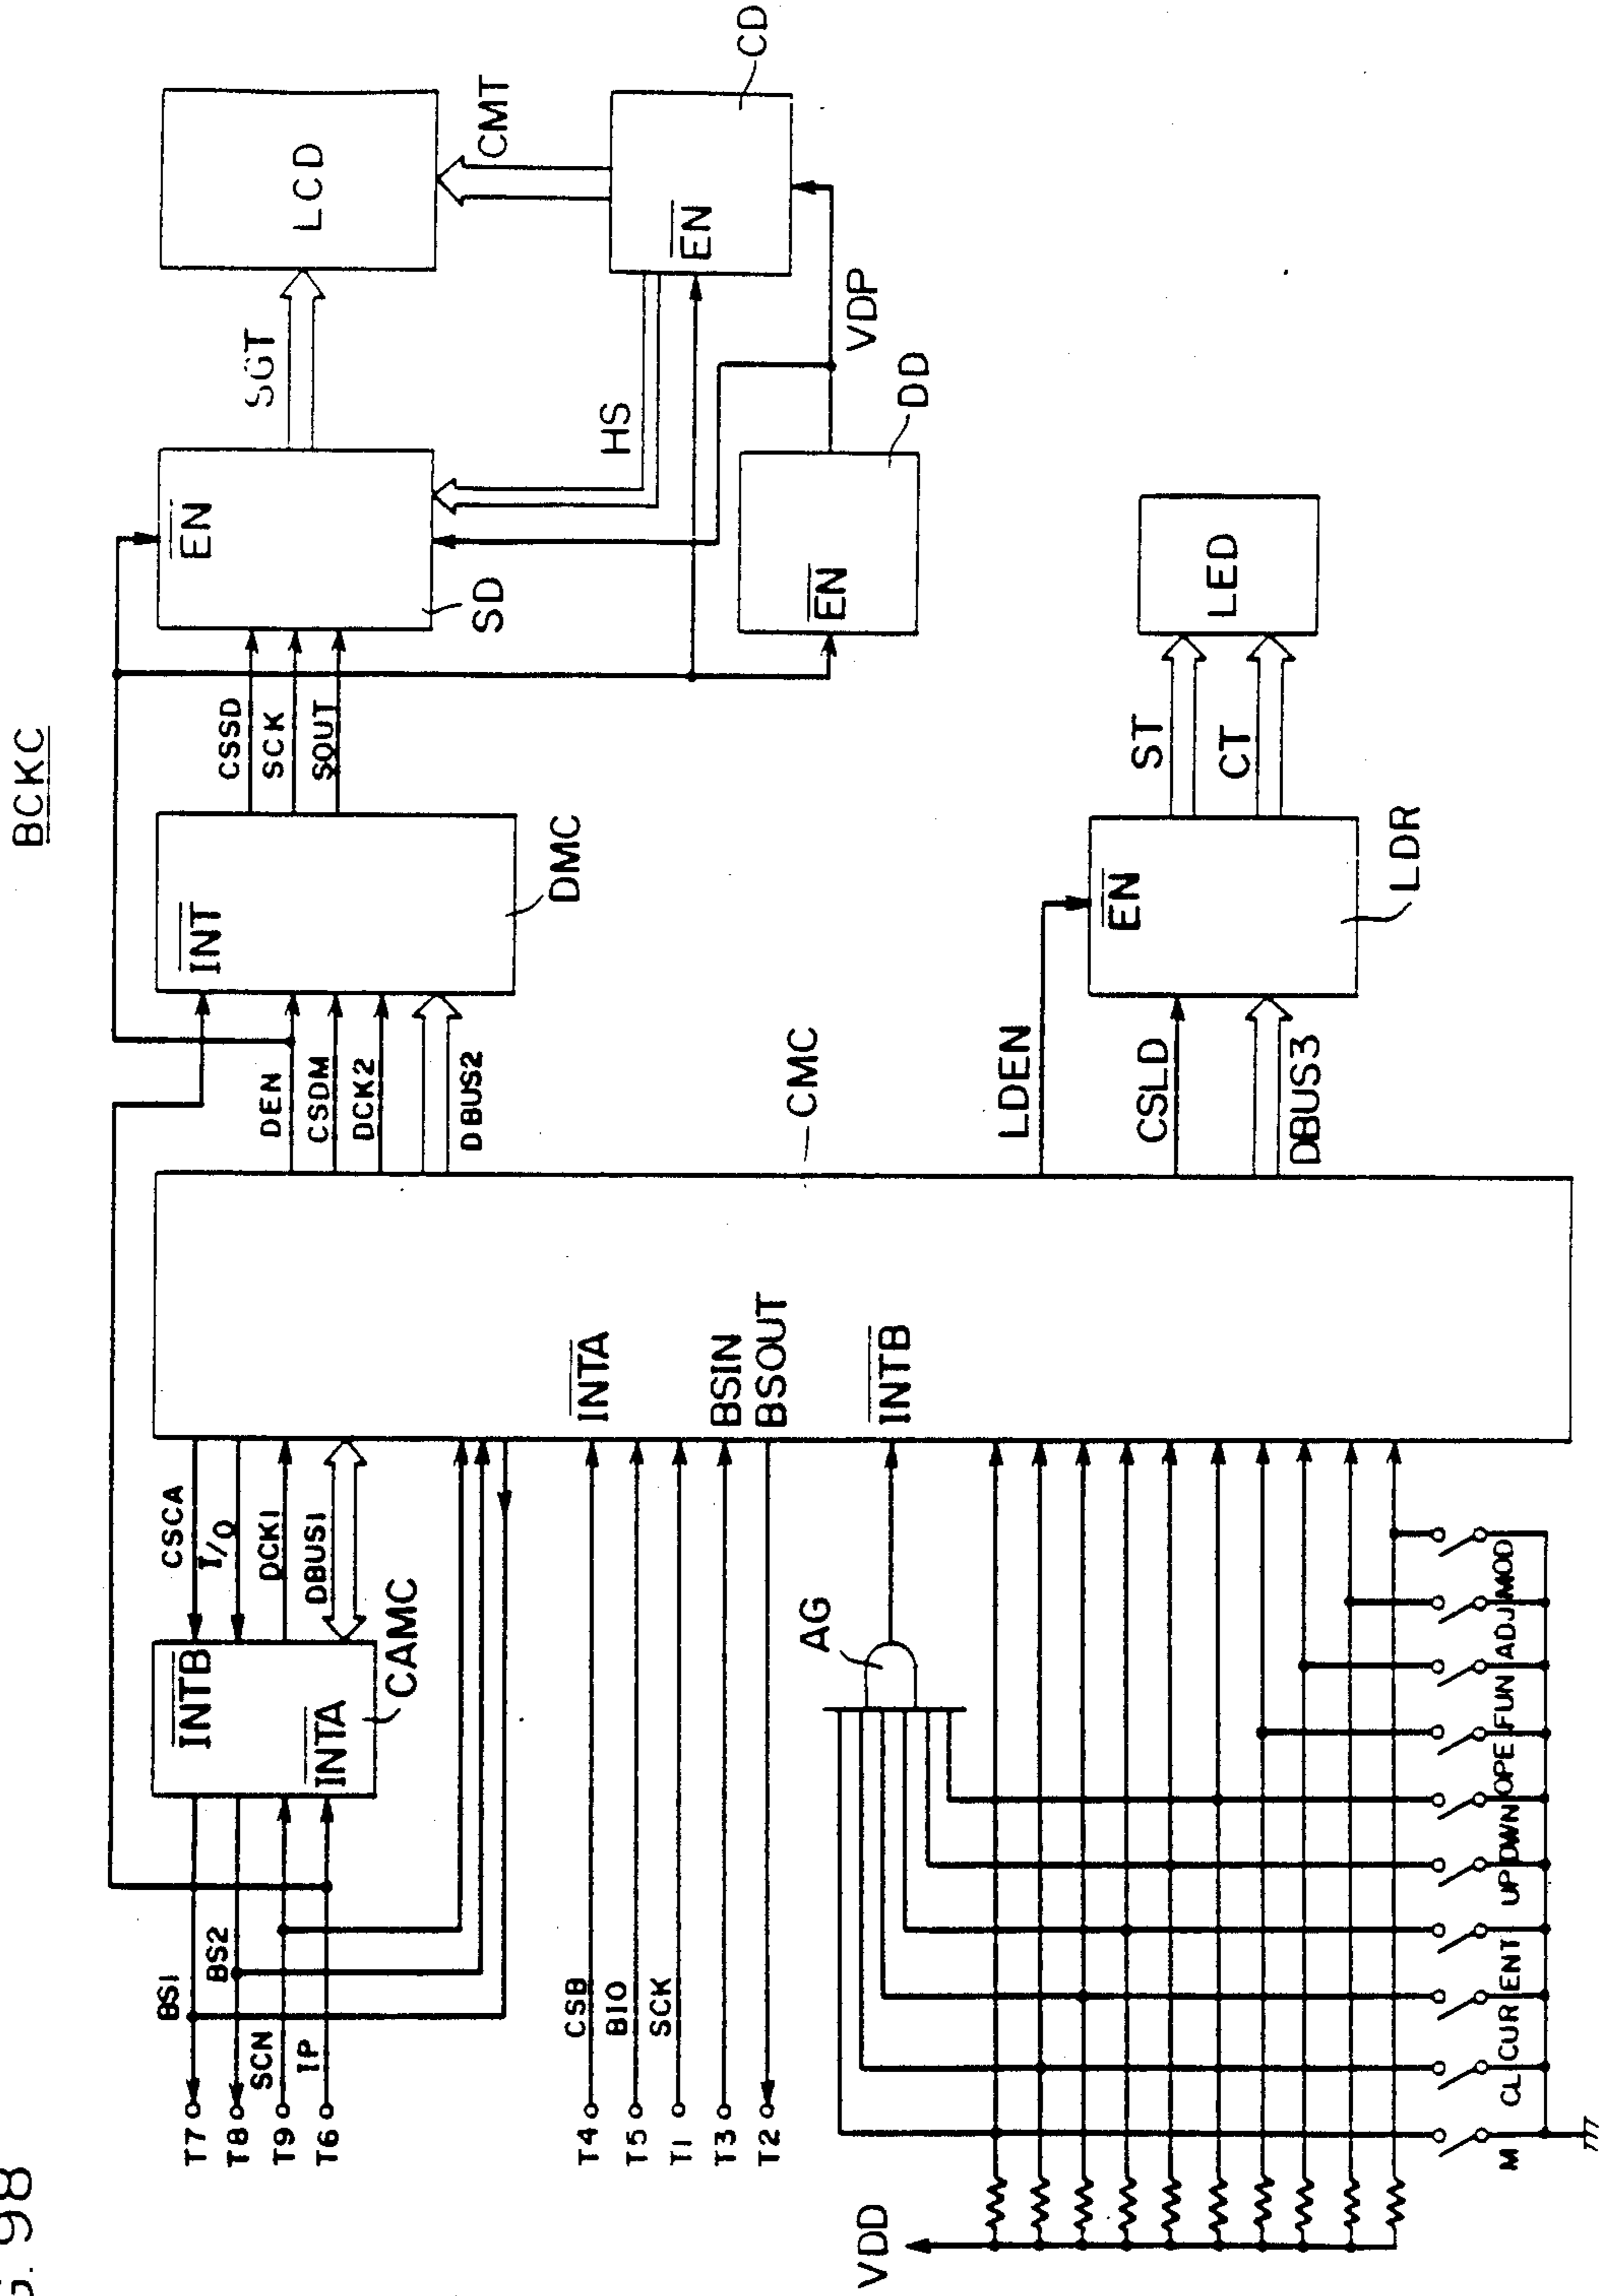 FIG. 98
BCKC
T7
BS1
T8
BS2
T9
SCN
T6
IP
INTB
INTA
CAMC
CSCA
I/O
DCK1
DBUS1
T4
CSB
INTA
T5
BIO
T1
SCK
T3
BSIN
T2
BSOUT
AG
INTB
CMC
DEN
CSDM
DCK2
DBUS2
INT
DMC
CSSD
SCK
SOUT
EN
SD
SGT
LCD
CMT
HS
EN
CD
EN
DD
VDP
LDEN
CSLD
DBUS3
EN
LDR
ST
CT
LED
VDD
M
CL
CUR
ENT
UP
DWN
OPE
FUN
ADJ
MOD